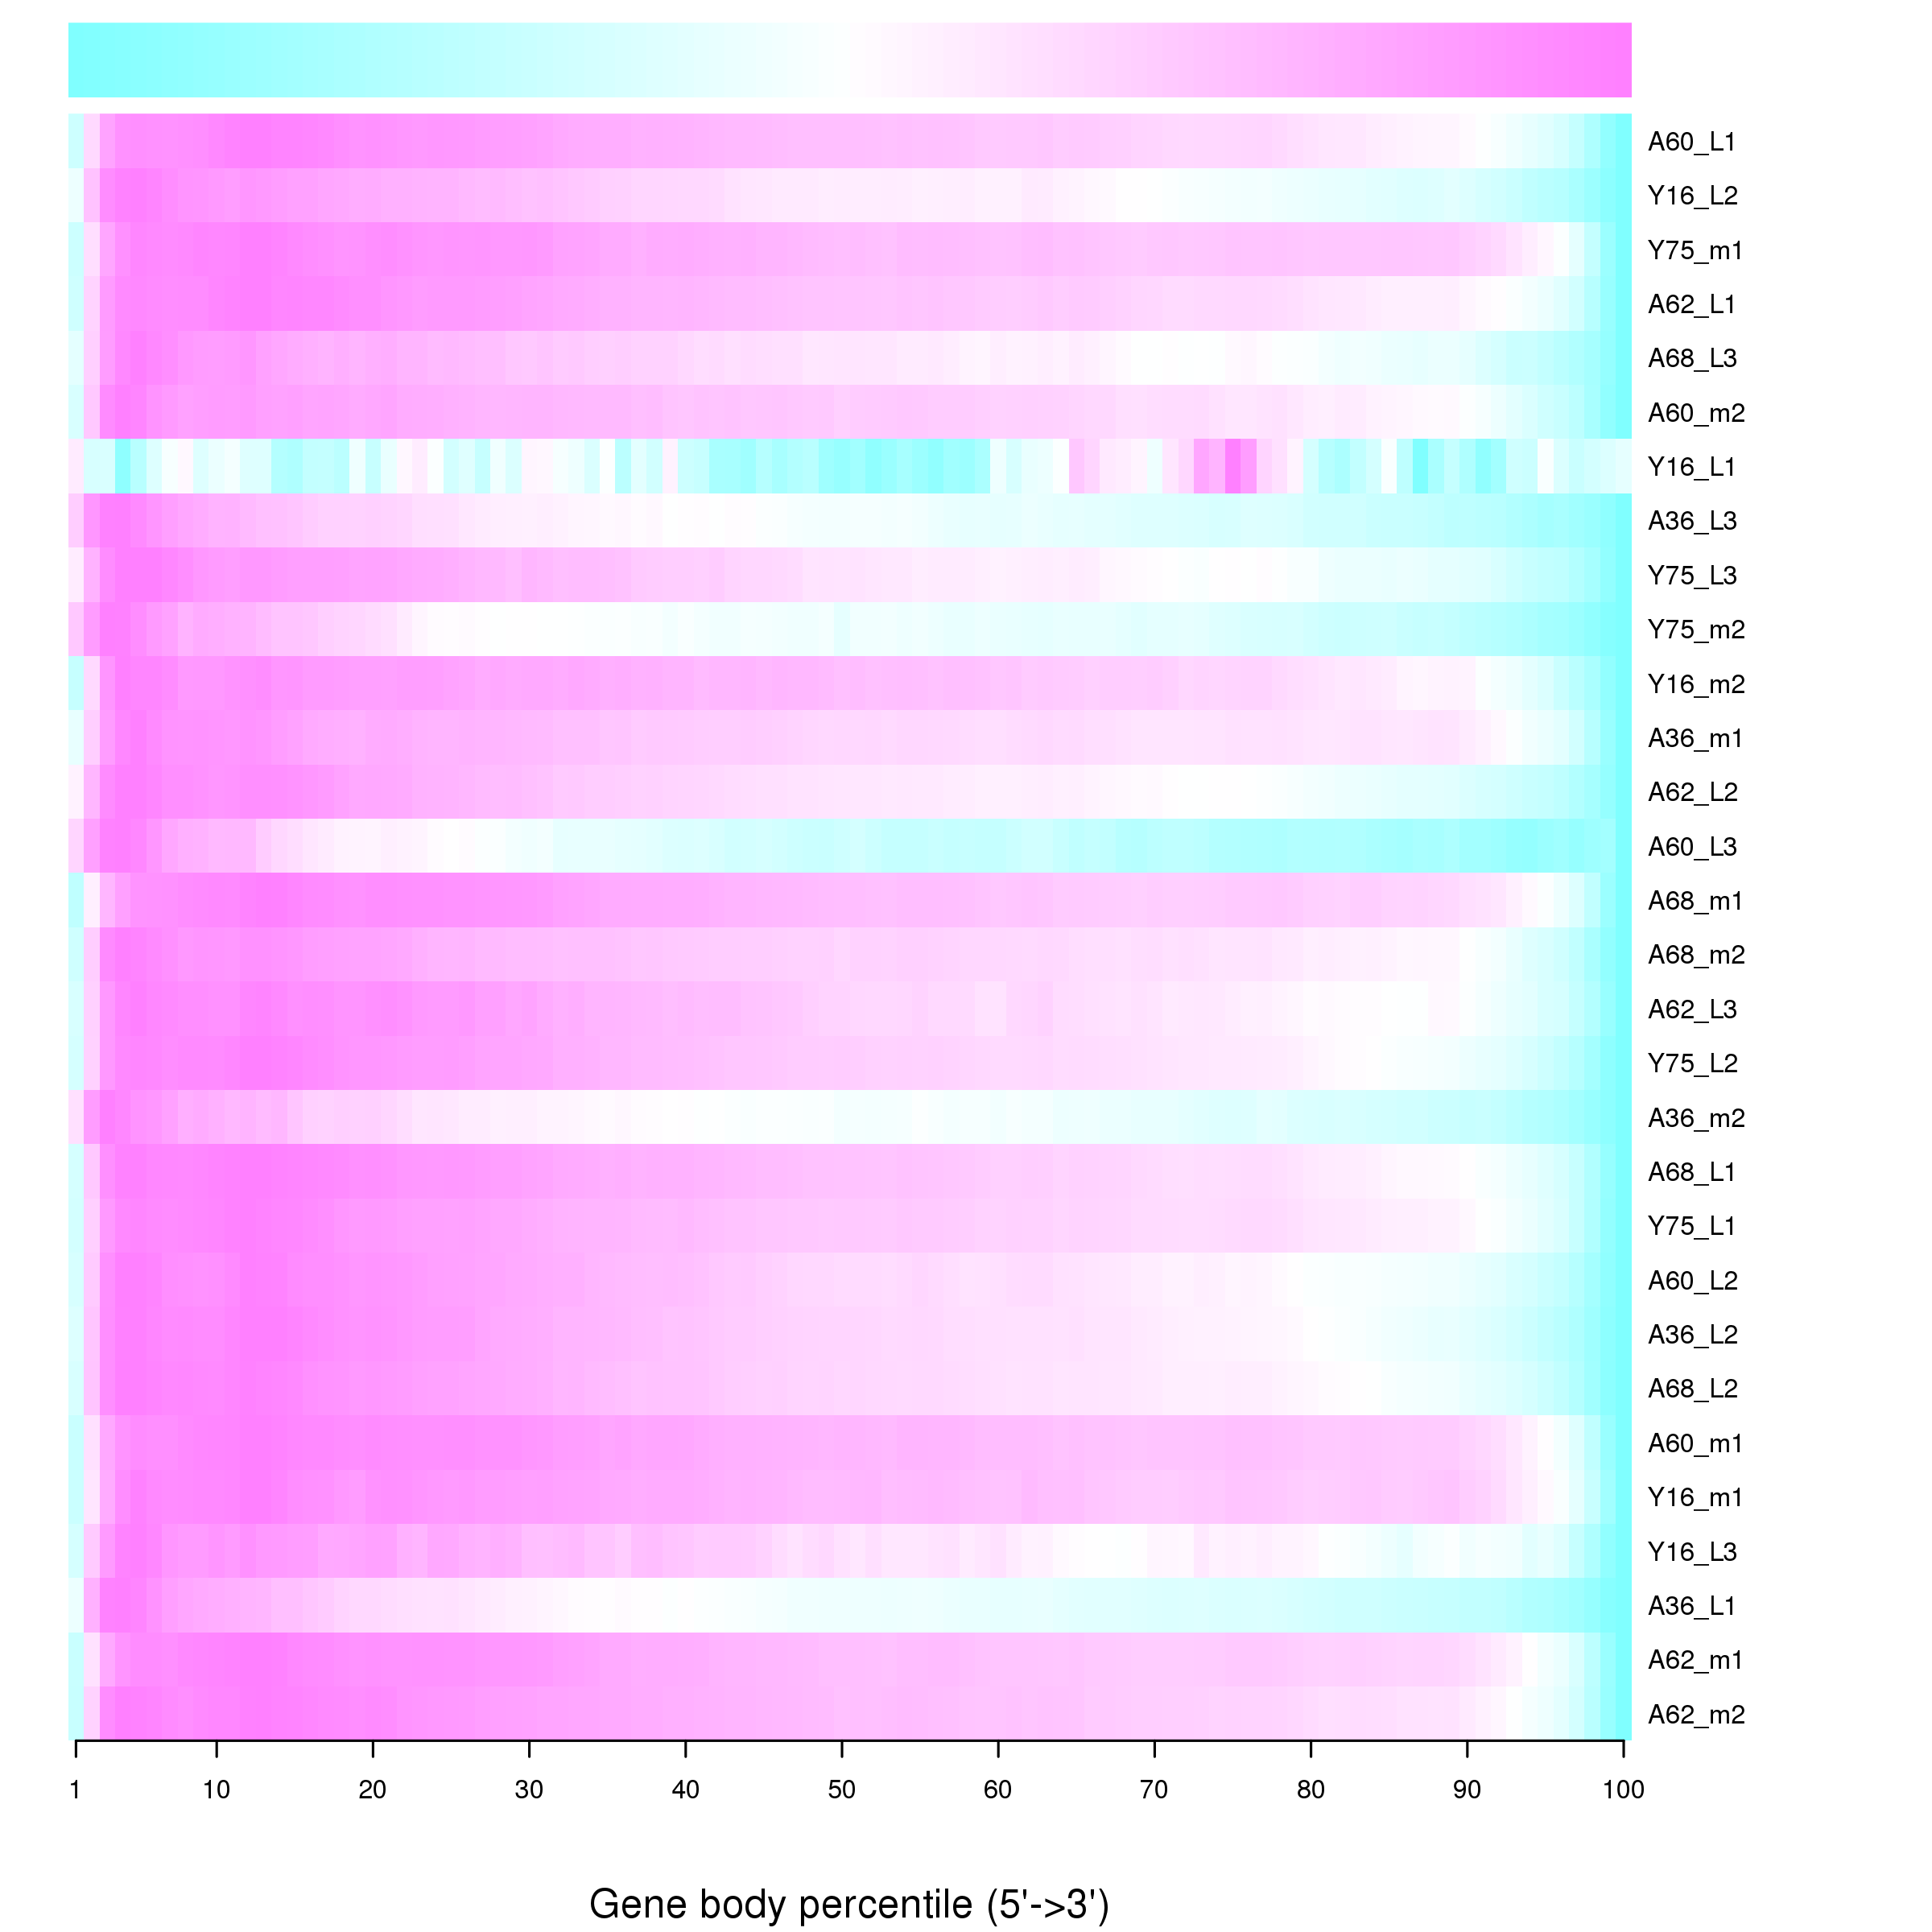 A60_L1
Y16_L2
Y75_m1
A62_L1
A68_L3
A60_m2
Y16_L1
A36_L3
Y75_L3
Y75_m2
Y16_m2
A36_m1
A62_L2
A60_L3
A68_m1
A68_m2
A62_L3
Y75_L2
A36_m2
A68_L1
Y75_L1
A60_L2
A36_L2
A68_L2
A60_m1
Y16_m1
Y16_L3
A36_L1
A62_m1
A62_m2
1 10 20 30 40 50 60 70 80 90 100
Gene body percentile (5'->3')